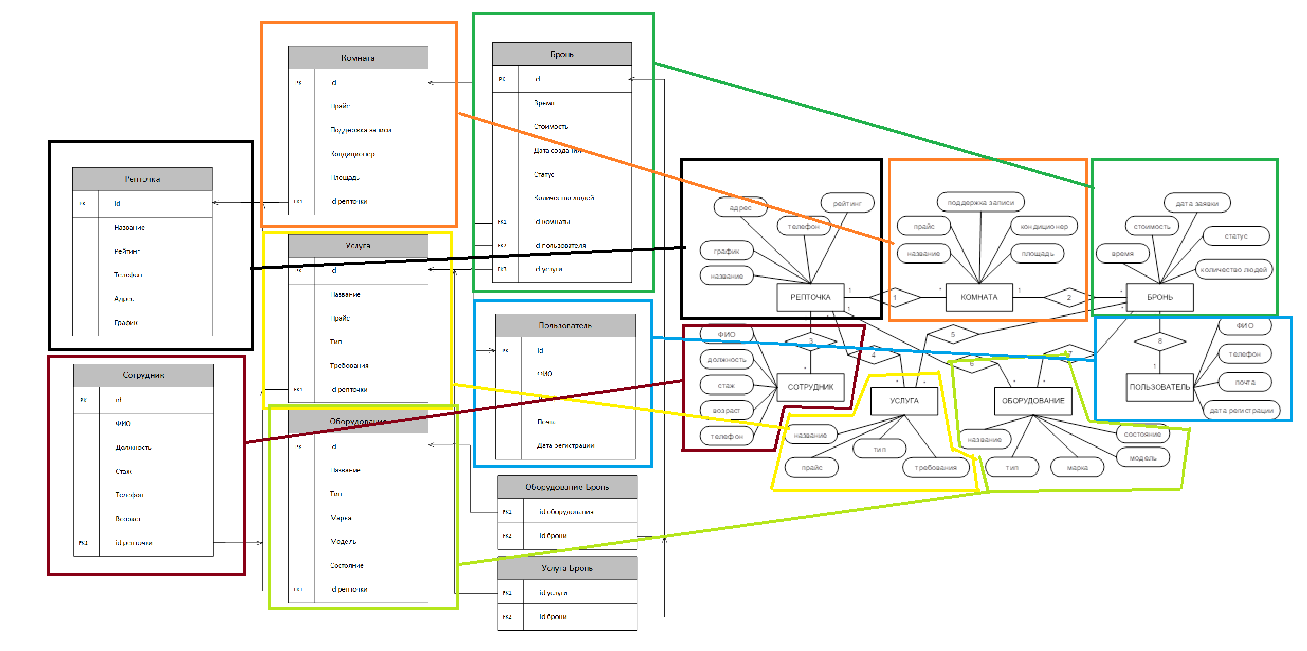 Комната
PK
id
Прайс
Поддержка записи
Кондиционер
Площадь
FK1
id репточки
Бронь
PK
id
Время
Стоимость
Дата создания
Статус
Количество людей
FK1
id комнаты
FK2
id пользователя
FK3
id услуги
Репточка
PK
id
Название
Рейтинг
Телефон
Адрес
График
Услуга
PK
id
Название
Прайс
Тип
Требования
FK1
id репточки
Сотрудник
PK
id
ФИО
Должность
Стаж
Телефон
Возраст
FK1
id репточки
Оборудование
PK
id
Название
Тип
Марка
Модель
Состояние
FK1
id репточки
Пользователь
PK
id
ФИО
Почта
Дата регистрации
Оборудование-Бронь
FK1
id оборудования
FK2
id брони
Услуга-Бронь
FK1
id услуги
FK2
id брони
адрес
рейтинг
телефон
график
название
РЕПТОЧКА
поддержка записи
прайс
кондиционер
название
площадь
КОМНАТА
дата заявки
стоимость
статус
время
количество людей
БРОНЬ
1
1
*
1
2
*
3
4
5
6
7
8
ФИО
должность
стаж
возраст
телефон
СОТРУДНИК
УСЛУГА
название
тип
прайс
требования
ОБОРУДОВАНИЕ
название
состояние
тип
марка
модель
ПОЛЬЗОВАТЕЛЬ
ФИО
телефон
почта
дата регистрации